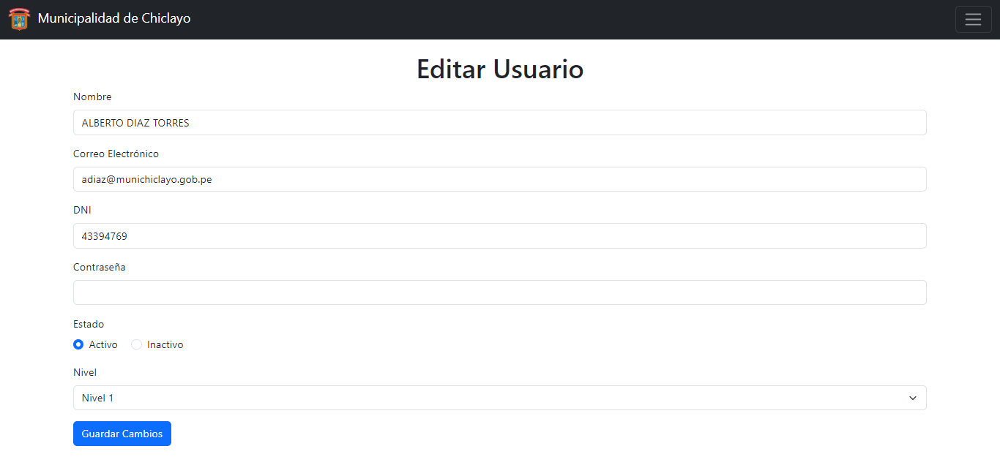 Municipalidad de Chiclayo
Editar Usuario
Nombre
ALBERTO DIAZ TORRES
Correo Electrónico
adiaz@munichiclayo.gob.pe
DNI
43394769
Contraseña
Estado
Activo Inactivo
Nivel
Nivel 1
Guardar Cambios